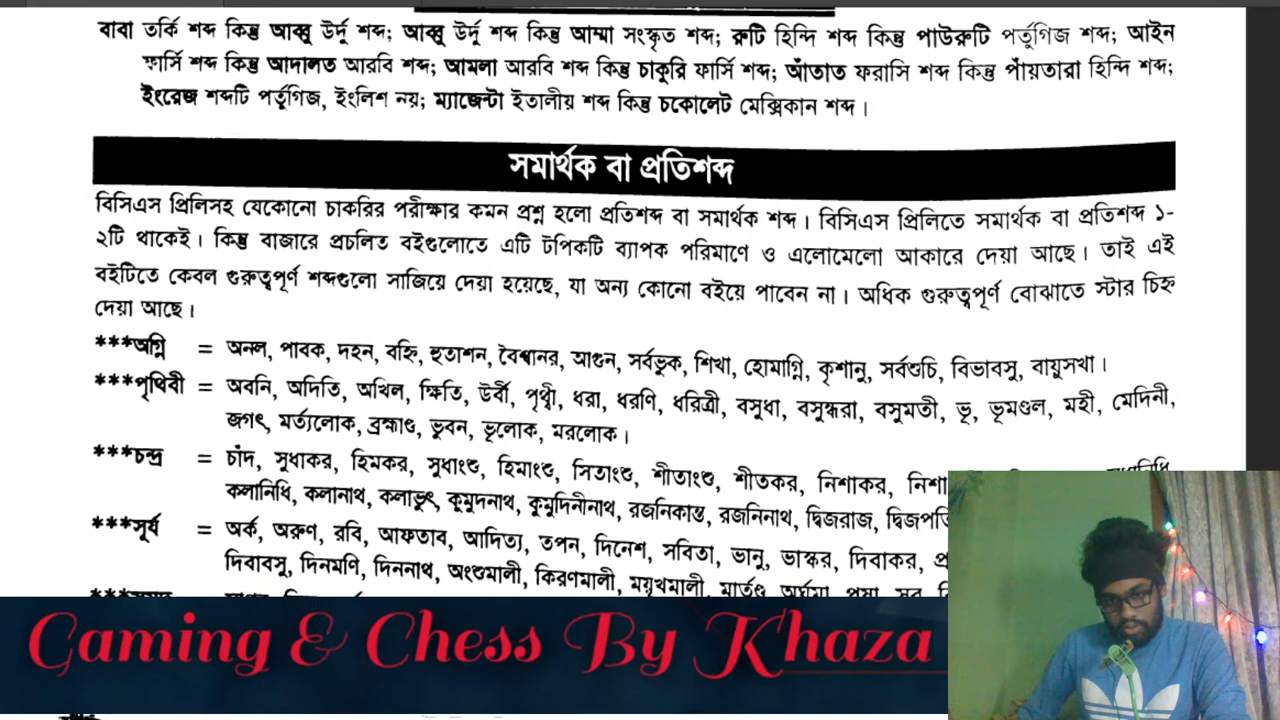 বাবা তর্কি শব্দ কিন্তু আব্বু উর্দু শব্দ; আব্বু উর্দু শব্দ কিন্তু আম্মা সংস্কৃত শব্দ; রুটি হিন্দি শব্দ কিন্তু পাউরুটি পর্তুগিজ শব্দ; আইন
ফার্সি শব্দ কিন্তু আদালত আরবি শব্দ; আমলা আরবি শব্দ কিন্তু চাকুরি ফার্সি শব্দ; আঁতাত ফরাসি শব্দ কিন্তু পাঁয়তারা হিন্দি শব্দ;
ইংরেজ শব্দটি পর্তুগিজ, ইংলিশ নয়; ম্যাজেন্টা ইতালীয় শব্দ কিন্তু চকোলেট মেক্সিকান শব্দ।
সমার্থক বা প্রতিশব্দ
বিসিএস প্রিলিসহ যেকোনো চাকরির পরীক্ষার কমন প্রশ্ন হলো প্রতিশব্দ বা সমার্থক শব্দ। বিসিএস প্রিলিতে সমার্থক বা প্রতিশব্দ ১-
২টি থাকেই। কিন্তু বাজারে প্রচলিত বইগুলোতে এটি টপিকটি ব্যাপক পরিমাণে ও এলোমেলো আকারে দেয়া আছে। তাই এই
বইটিতে কেবল গুরুত্বপূর্ণ শব্দগুলো সাজিয়ে দেয়া হয়েছে, যা অন্য কোনো বইয়ে পাবেন না। অধিক গুরুত্বপূর্ণ বোঝাতে স্টার চিহ্ন
দেয়া আছে।
***অগ্নি = অনল, পাবক, দহন, বহ্নি, হুতাশন, বৈশ্বানর, আগুন, সর্বভুক, শিখা, হোমাগ্নি, কৃশানু, সর্বশুচি, বিভাবসু, বায়ুসখা।
***পৃথিবী = অবনি, অদিতি, অখিল, ক্ষিতি, উর্বী, পৃথ্বী, ধরা, ধরণি, ধরিত্রী, বসুধা, বসুন্ধরা, বসুমতী, ভূ, ভূমণ্ডল, মহী, মেদিনী,
জগৎ, মর্ত্যলোক, ব্রহ্মাণ্ড, ভুবন, ভূলোক, মরলোক।
***চন্দ্র = চাঁদ, সুধাকর, হিমকর, সুধাংশু, হিমাংশু, সিতাংশু, শীতাংশু, শীতকর, নিশাকর, নিশা
কলানিধি, কলানাথ, কলাভৃৎ, কুমুদনাথ, কুমুদিনীনাথ, রজনিকান্ত, রজনিনাথ, দ্বিজরাজ, দ্বিজপতি
***সূর্য = অর্ক, অরুণ, রবি, আফতাব, আদিত্য, তপন, দিনেশ, সবিতা, ভানু, ভাস্কর, দিবাকর, প্র
দিবাবসু, দিনমণি, দিননাথ, অংশুমালী, কিরণমালী, ময়ূখমালী, মার্তণ্ড
Gaming & Chess By Khaza